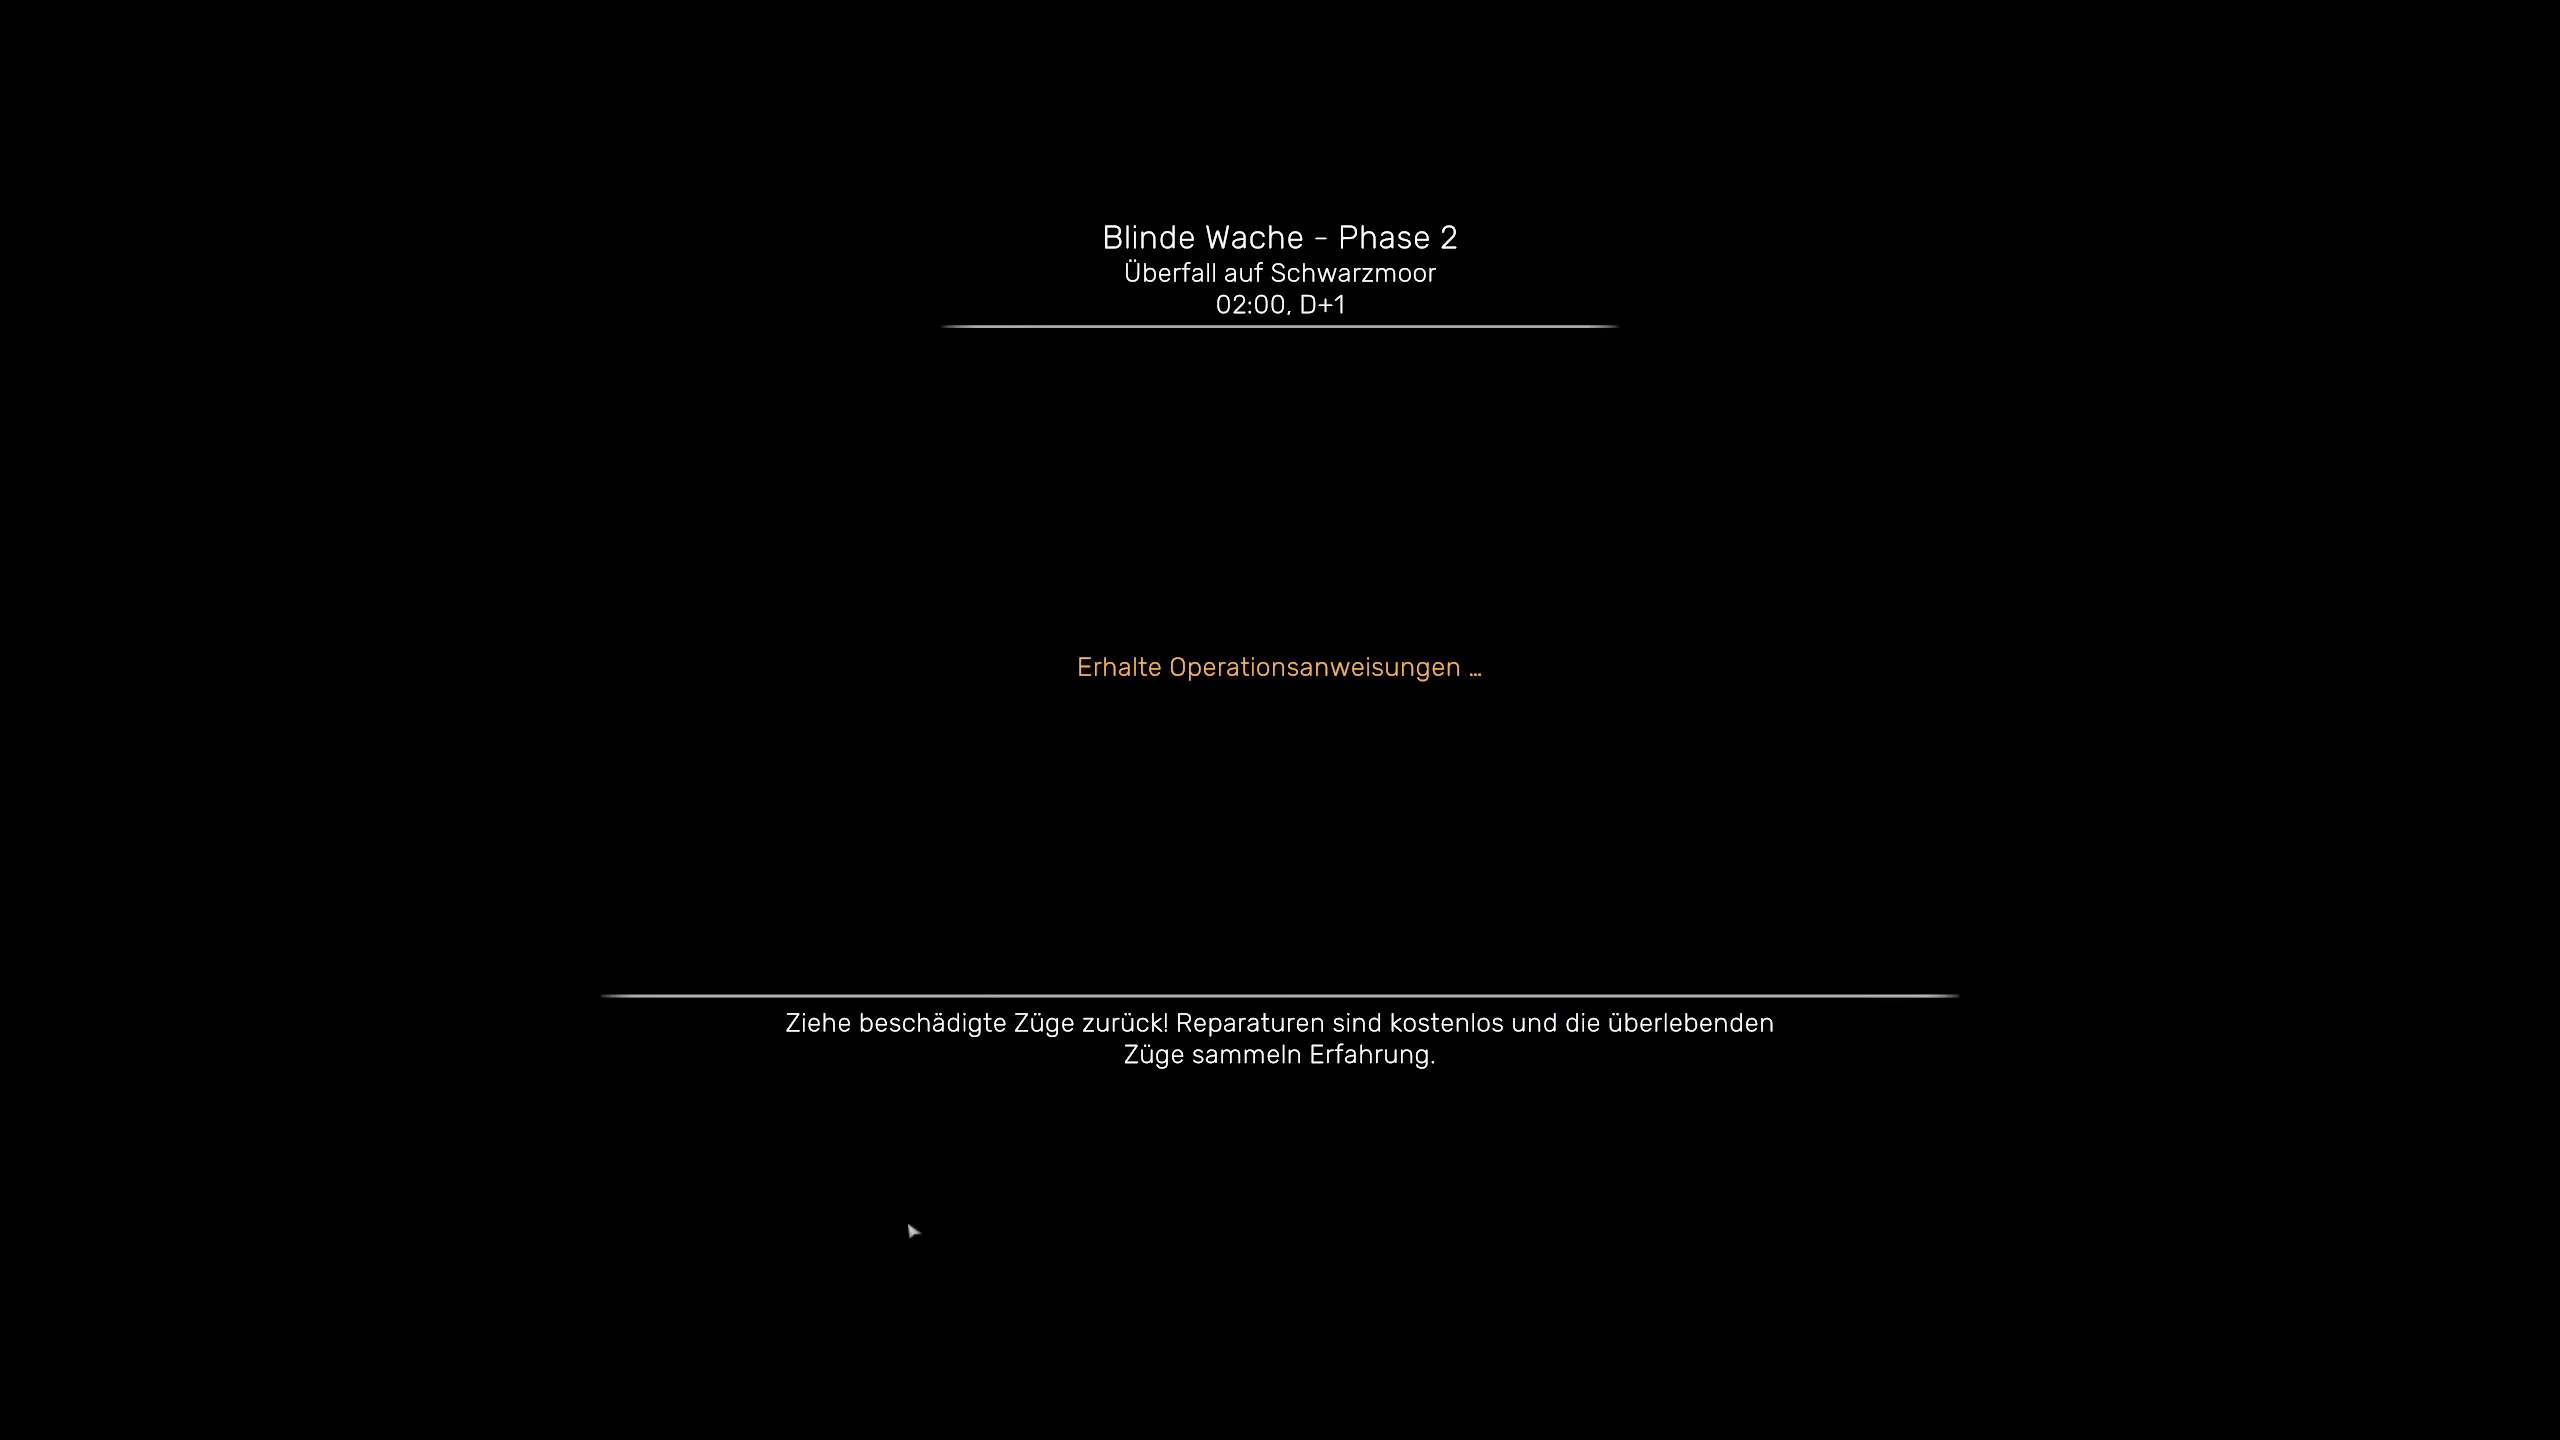 Blinde Wache - Phase 2
Überfall auf Schwarzmoor
02:00, D+1
Erhalte Operationsanweisungen ...
Ziehe beschädigte Züge zurück! Reparaturen sind kostenlos und die überlebenden
Züge sammeln Erfahrung.